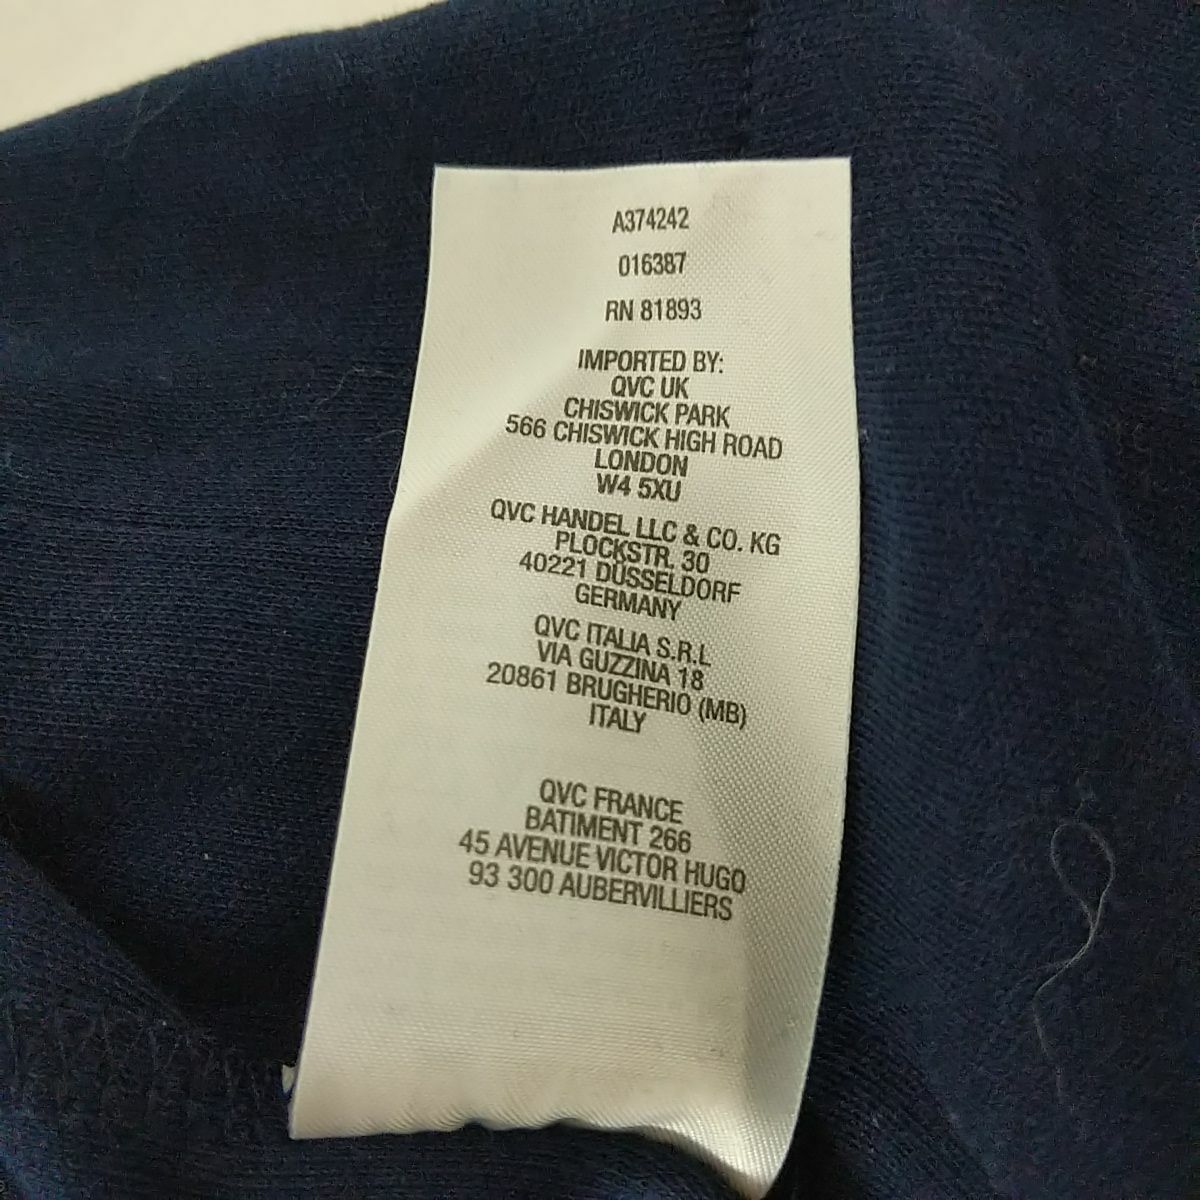 A374242
016387
RN 81893
IMPORTED BY:
QVC UK
CHISWICK PARK
566 CHISWICK HIGH ROAD
LONDON
W4 5XU
QVC HANDEL LLC & CO. KG
PLOCKSTR. 30
40221 DÜSSELDORF
GERMANY
QVC ITALIA S.R.L
VIA GUZZINA 18
20861 BRUGHERIO (MB)
ITALY
QVC FRANCE
BATIMENT 266
45 AVENUE VICTOR HUGO
93 300 AUBERVILLIERS